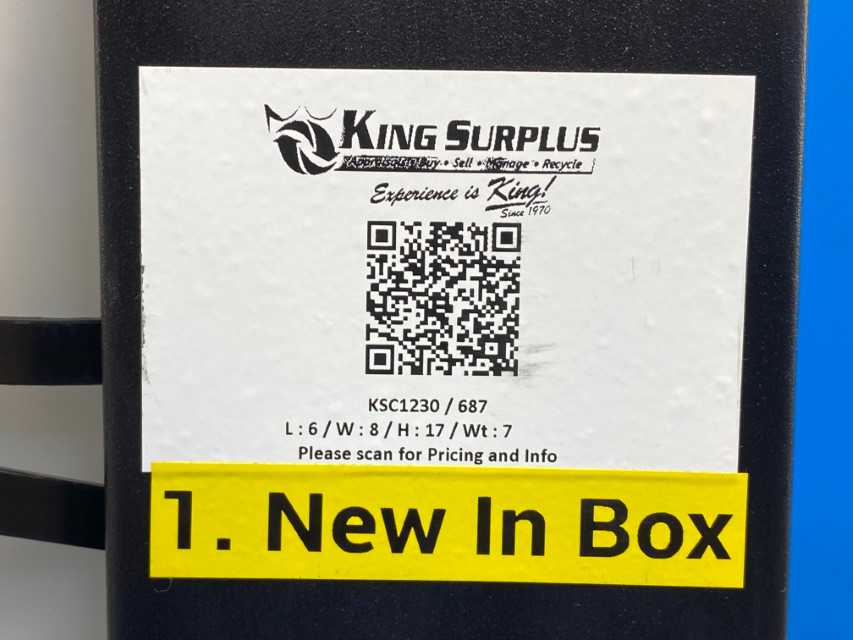 KING SURPLUS
Appraise • Buy • Sell • Manage • Recycle
Experience is King!
Since 1970
KSC1230 / 687
L : 6 / W : 8 / H : 17 / Wt : 7
Please scan for Pricing and Info
1. New In Box